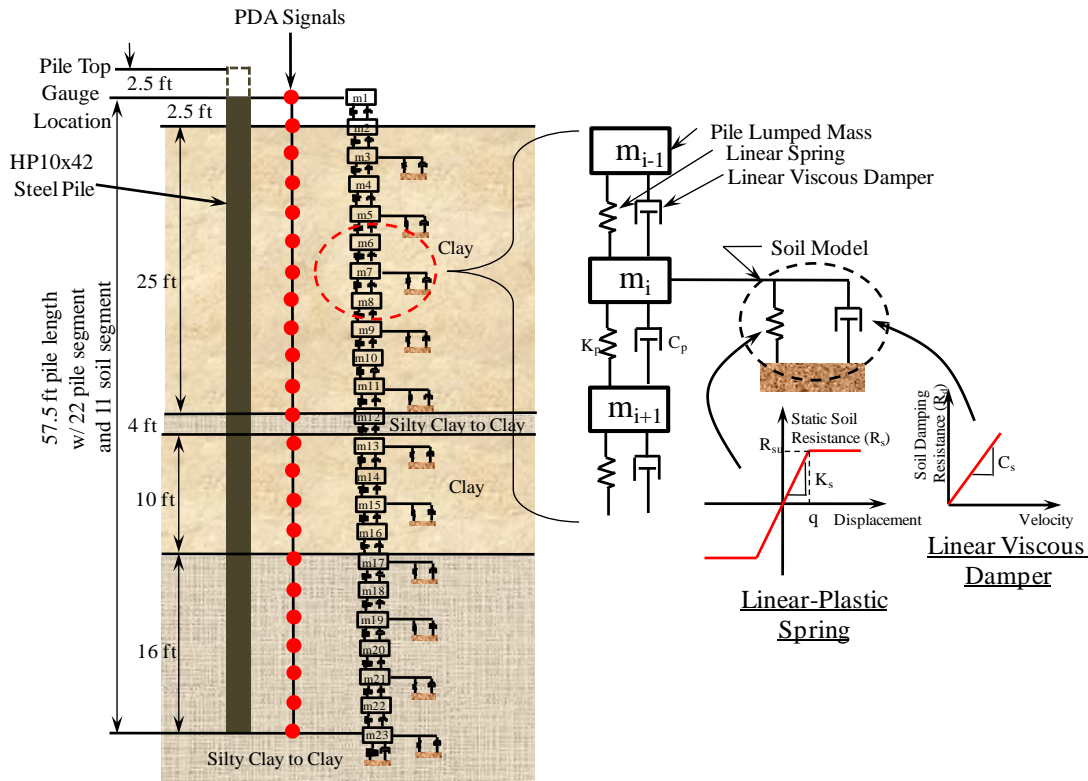 PDA Signals
Pile Top
2.5 ft
Gauge
Location
2.5 ft
HP10x42
Steel Pile
25 ft
57.5 ft pile length
w/ 22 pile segment
and 11 soil segment
4 ft
10 ft
16 ft
m1
m2
m3
m4
m5
m6
m7
m8
m9
m10
m11
m12
m13
m14
m15
m16
m17
m18
m19
m20
m21
m22
m23
Clay
Silty Clay to Clay
Clay
Silty Clay to Clay
Pile Lumped Mass
Linear Spring
Linear Viscous Damper
mi-1
Soil Model
mi
Kp
Cp
mi+1
Static Soil
Resistance (Rs)
Rsu
Ks
q
Displacement
Linear-Plastic
Spring
Soil Damping
Resistance (Rd)
Cs
Velocity
Linear Viscous
Damper